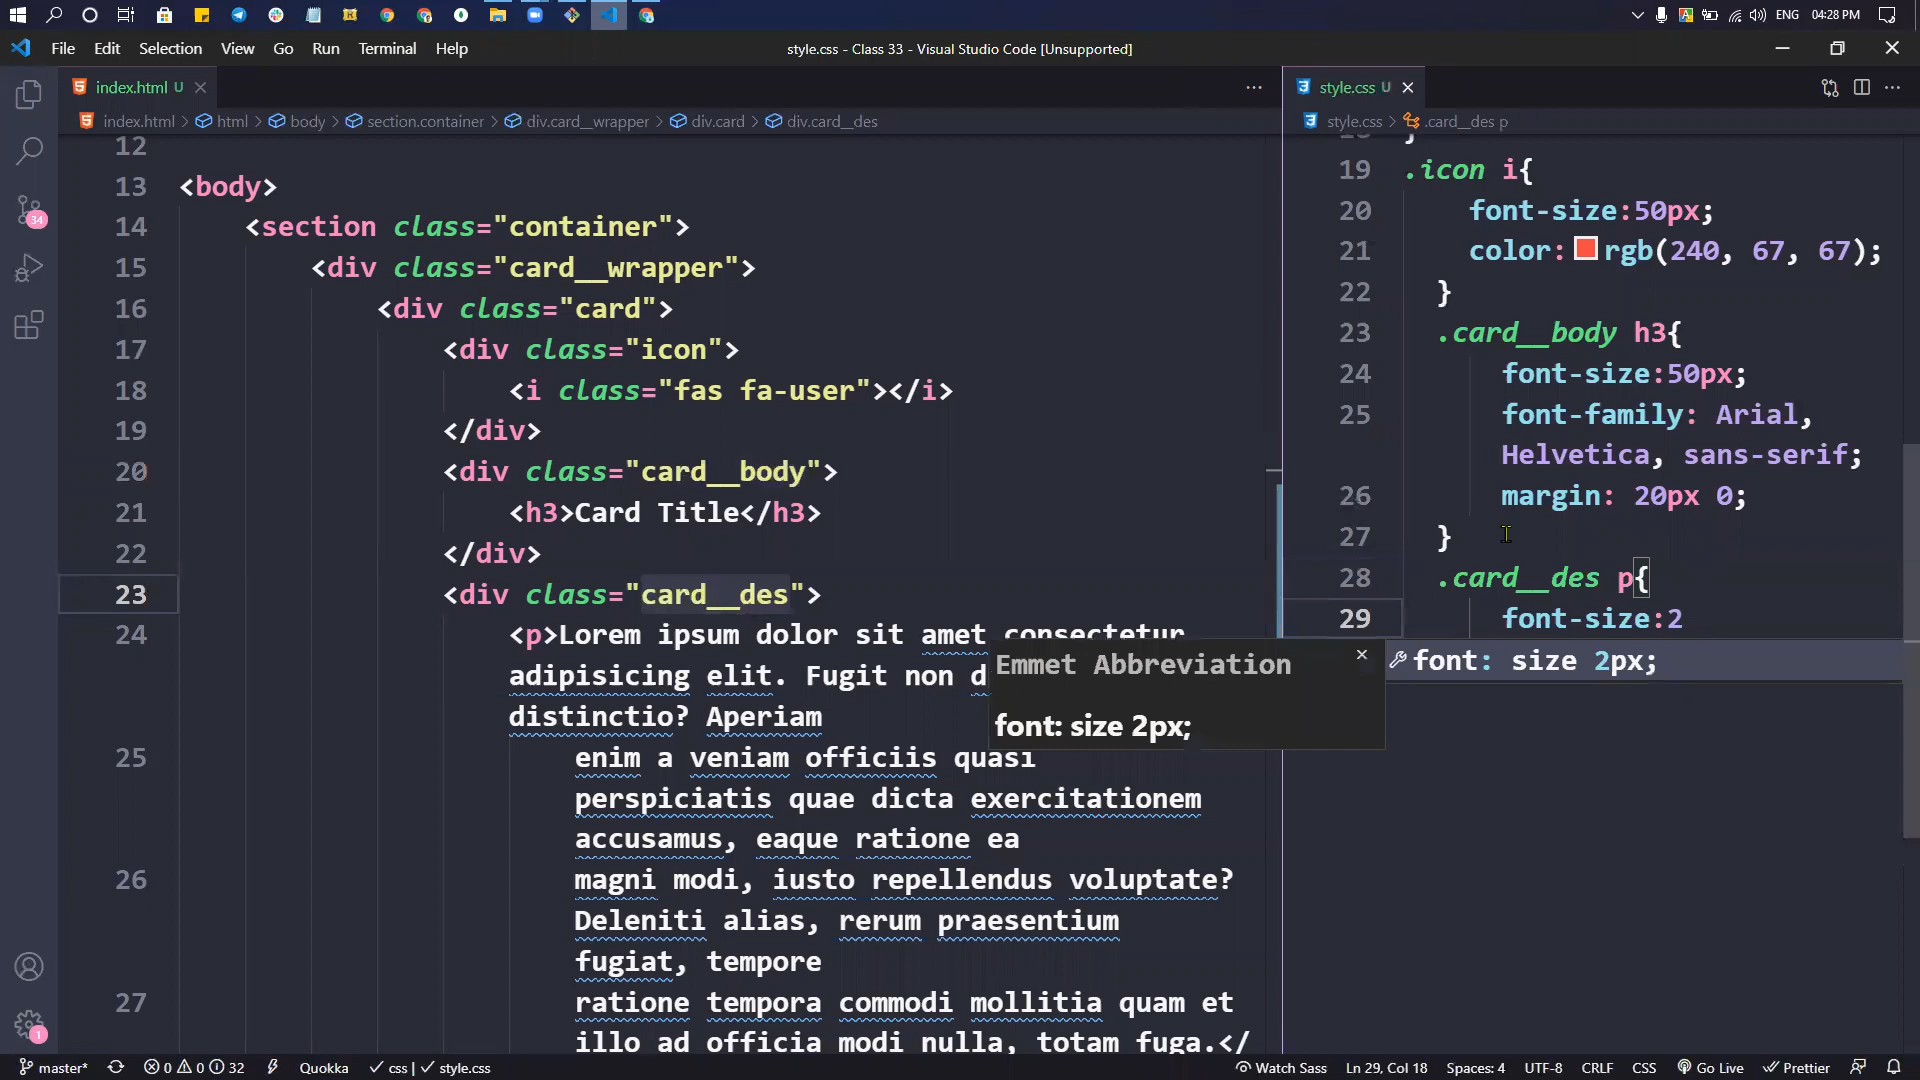 ENG 04:28 PM
File Edit Selection View Go Run Terminal Help
style.css - Class 33 - Visual Studio Code [Unsupported]
index.html U
index.html > html > body > section.container > div.card__wrapper > div.card > div.card__des
12
13 <body>
14 <section class="container">
15 <div class="card__wrapper">
16 <div class="card">
17 <div class="icon">
18 <i class="fas fa-user"></i>
19 </div>
20 <div class="card__body">
21 <h3>Card Title</h3>
22 </div>
23 <div class="card__des">
24 <p>Lorem ipsum dolor sit amet consectetur
adipisicing elit. Fugit non d
distinctio? Aperiam
25 enim a veniam officiis quasi
perspiciatis quae dicta exercitationem
accusamus, eaque ratione ea
26 magni modi, iusto repellendus voluptate?
Deleniti alias, rerum praesentium
fugiat, tempore
27 ratione tempora commodi mollitia quam et
illo ad officia modi nulla, totam fuga.</
style.css U
style.css > .card__des p
19 .icon i{
20 font-size:50px;
21 color: rgb(240, 67, 67);
22 }
23 .card__body h3{
24 font-size:50px;
25 font-family: Arial,
Helvetica, sans-serif;
26 margin: 20px 0;
27 }
28 .card__des p{
29 font-size:2
font: size 2px;
Emmet Abbreviation
font: size 2px;
34
1
master* 0 0 32 Quokka css | style.css
Watch Sass Ln 29, Col 18 Spaces: 4 UTF-8 CRLF CSS Go Live Prettier